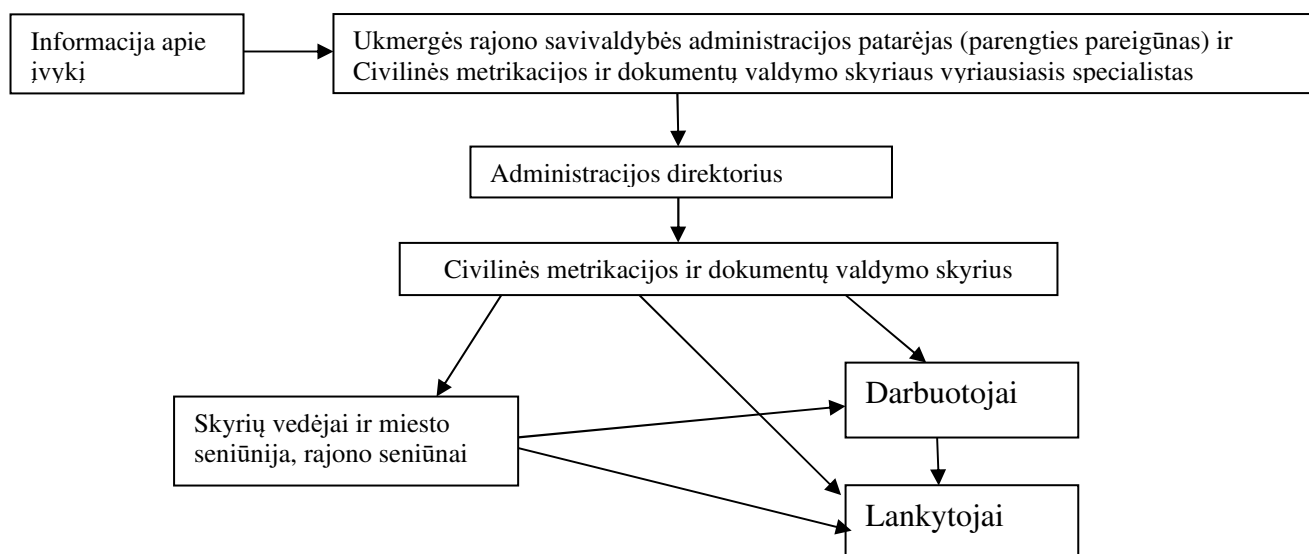 Informacija apie
įvykį
Ukmergės rajono savivaldybės administracijos patarėjas (parengties pareigūnas) ir
Civilinės metrikacijos ir dokumentų valdymo skyriaus vyriausiasis specialistas
Administracijos direktorius
Civilinės metrikacijos ir dokumentų valdymo skyrius
Skyrių vedėjai ir miesto
seniūnija, rajono seniūnai
Darbuotojai
Lankytojai